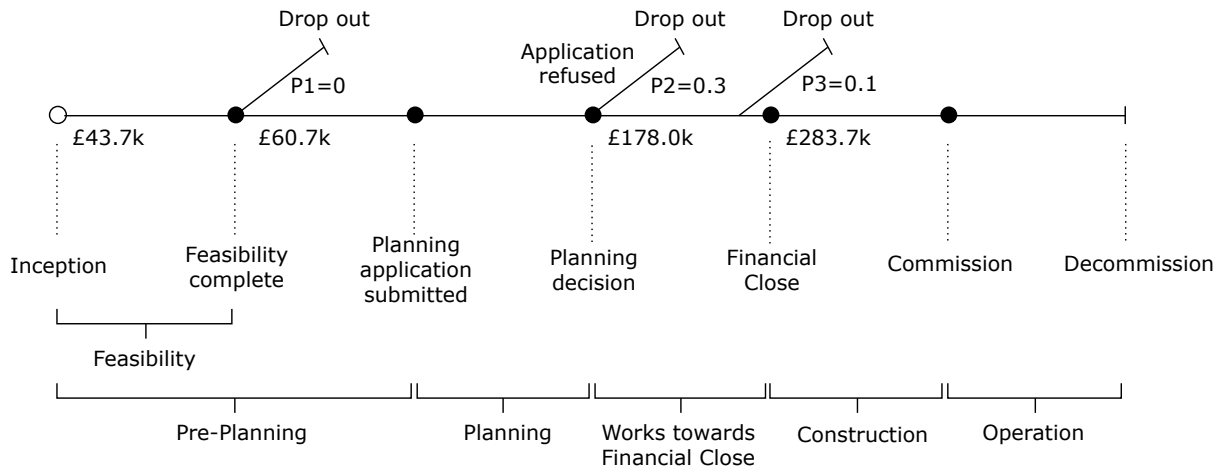 Drop out
Drop out
Drop out
Application
refused
P1=0
P2=0.3
P3=0.1
£43.7k
£60.7k
£178.0k
£283.7k
Inception
Feasibility
complete
Planning
application
submitted
Planning
decision
Financial
Close
Commission
Decommission
Feasibility
Pre-Planning
Planning
Works towards
Financial Close
Construction
Operation